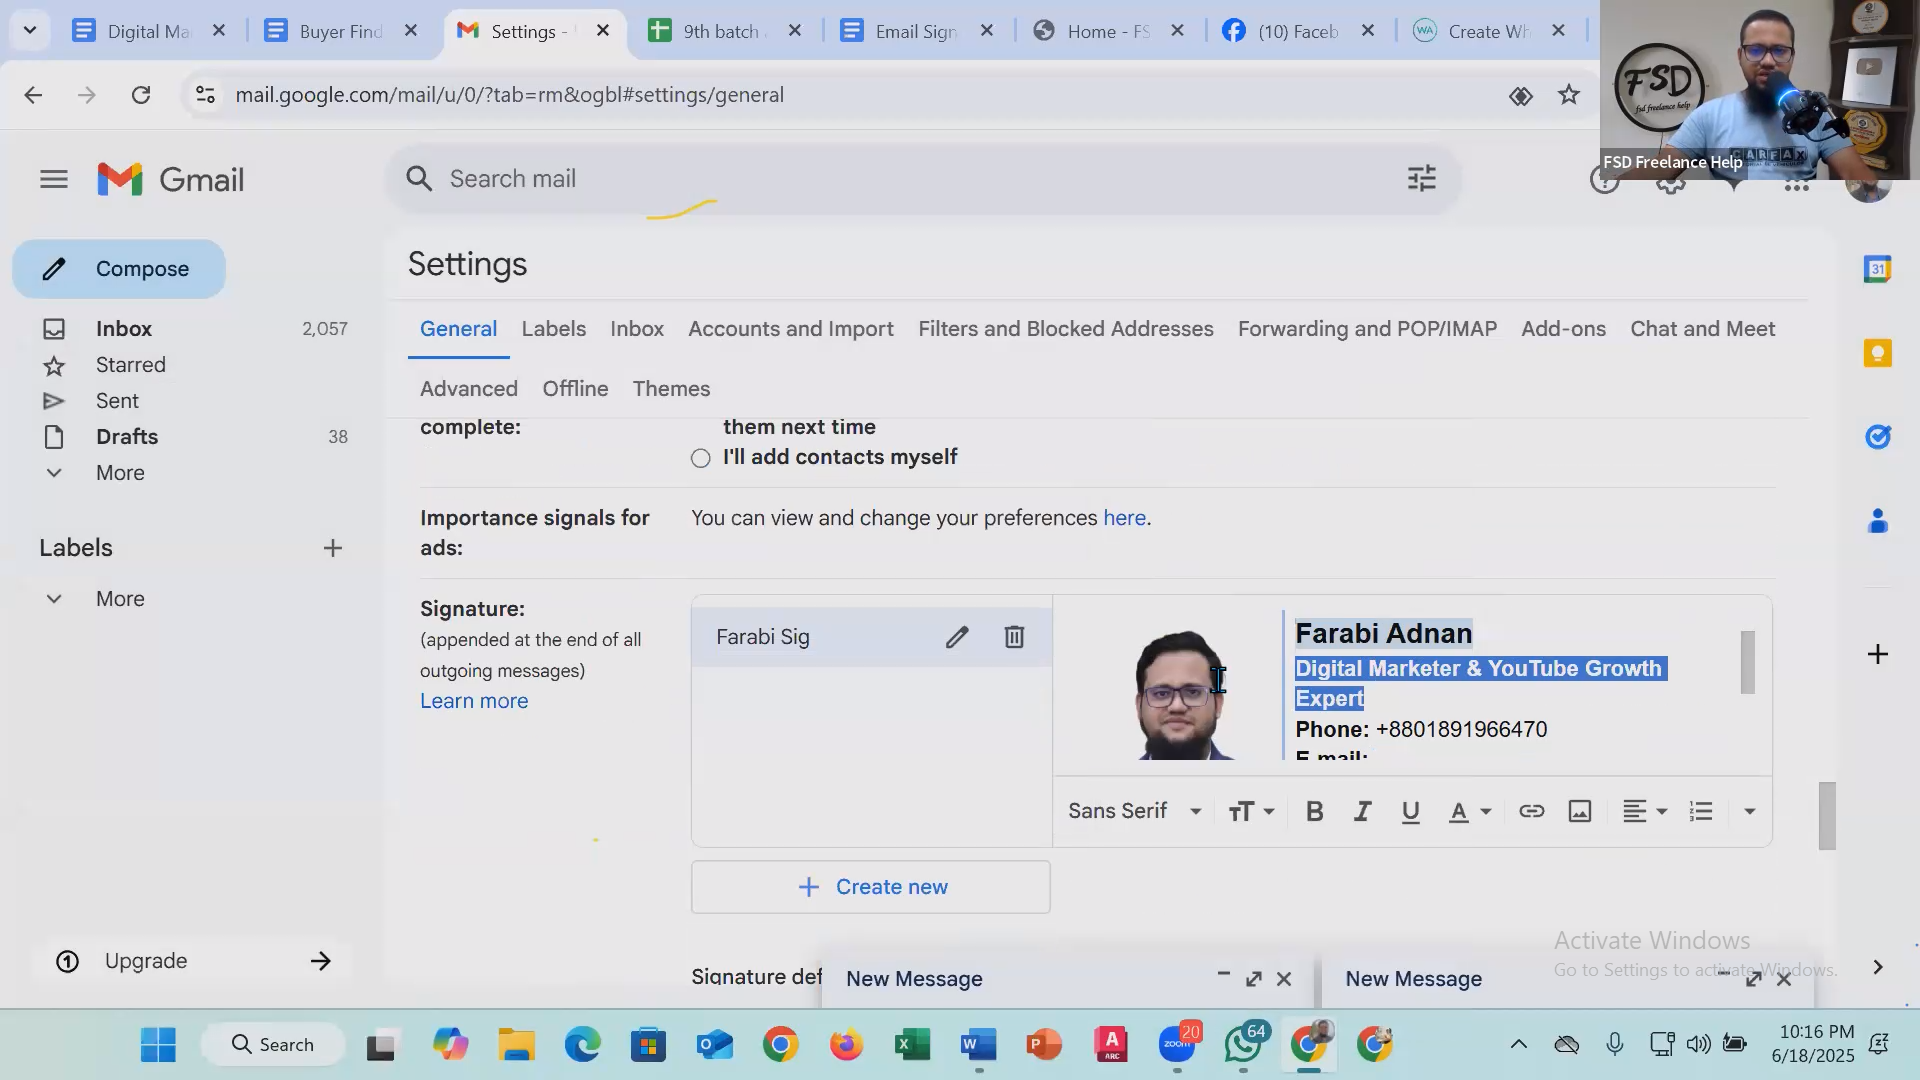 Digital Ma
Buyer Find
Settings -
9th batch
Email Sign
Home - FS
(10) Faceb
Create Wh
mail.google.com/mail/u/0/?tab=rm&ogbl#settings/general
FSD
fsd freelance help
CARFAX
FSD Freelance Help
Gmail
Search mail
Compose
Settings
Inbox 2,057
Starred
Sent
Drafts 38
More
Labels
More
Upgrade
General Labels Inbox Accounts and Import Filters and Blocked Addresses Forwarding and POP/IMAP Add-ons Chat and Meet
Advanced Offline Themes
complete:
them next time
I'll add contacts myself
Importance signals for
ads:
You can view and change your preferences here.
Signature:
(appended at the end of all
outgoing messages)
Learn more
Farabi Sig
Farabi Adnan
Digital Marketer & YouTube Growth
Expert
Phone: +8801891966470
E mail:
Sans Serif
Create new
Signature def
New Message
New Message
Activate Windows
Go to Settings to activate Windows.
31
Search
20
zoom
64
ARC
10:16 PM
6/18/2025